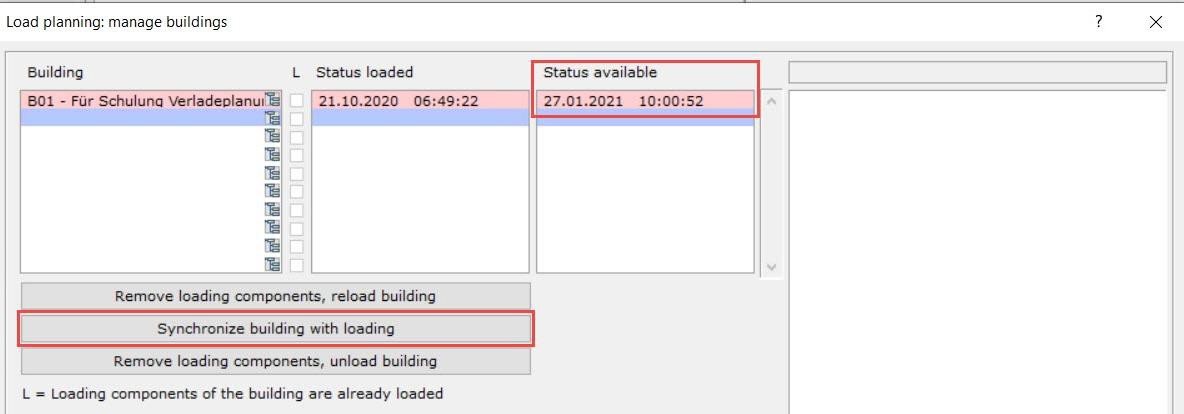 Load planning: manage buildings ?
Building L Status loaded Status available
B01 - Für Schulung Verladeplanu 21.10.2020 06:49:22 27.01.2021 10:00:52
Remove loading components, reload building
Synchronize building with loading
Remove loading components, unload building
L = Loading components of the building are already loaded